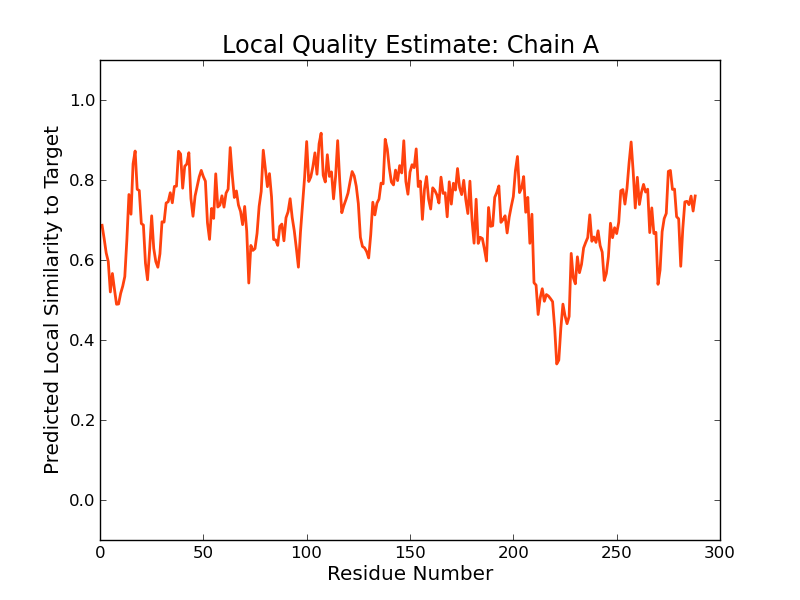 Local Quality Estimate: Chain A
Predicted Local Similarity to Target
1.0
0.8
0.6
0.4
0.2
0.0
0 50 100 150 200 250 300
Residue Number